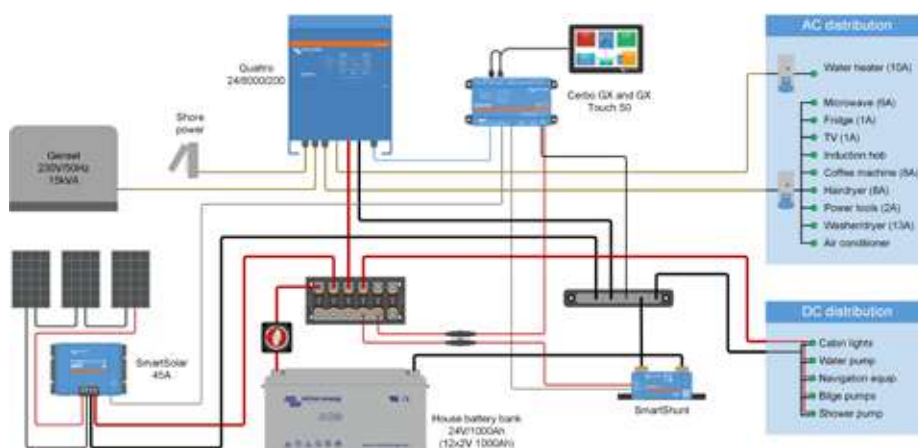 AC distribution
Quattro
24/8000/200
Water heater (10A)
Cerbo GX and GX
Touch 50
Shore
power
Microwave (6A)
Fridge (1A)
TV (1A)
Induction hob
Coffee machine (8A)
Hairdryer (8A)
Power tools (2A)
Washer/dryer (13A)
Air conditioner
Genset
230V/50Hz
15kVA
DC distribution
Cabin lights
Water pump
Navigation equip.
Bilge pumps
Shower pump
SmartSolar
45A
SmartShunt
House battery bank
24V/1000Ah
(12x2V 1000Ah)